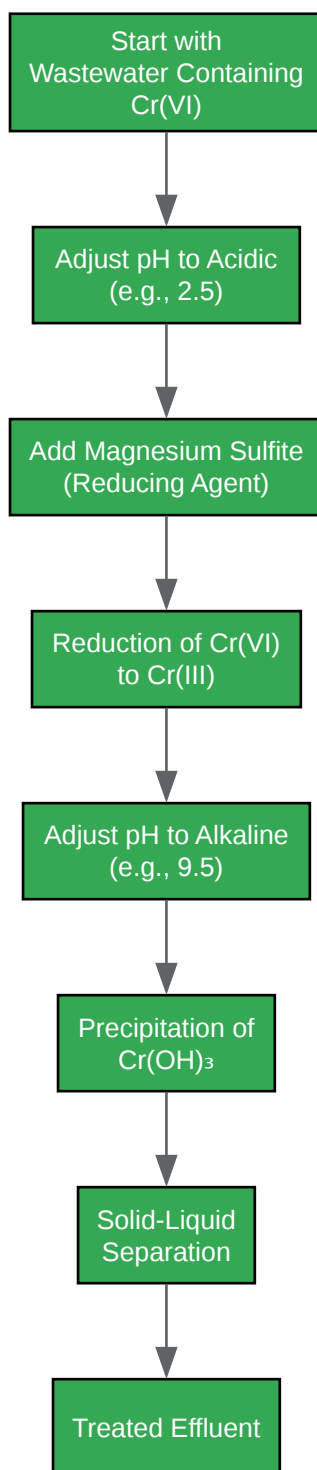 Start with
Wastewater Containing
Cr(VI)
Adjust pH to Acidic
(e.g., 2.5)
Add Magnesium Sulfite
(Reducing Agent)
Reduction of Cr(VI)
to Cr(III)
Adjust pH to Alkaline
(e.g., 9.5)
Precipitation of
Cr(OH)₃
Solid-Liquid
Separation
Treated Effluent